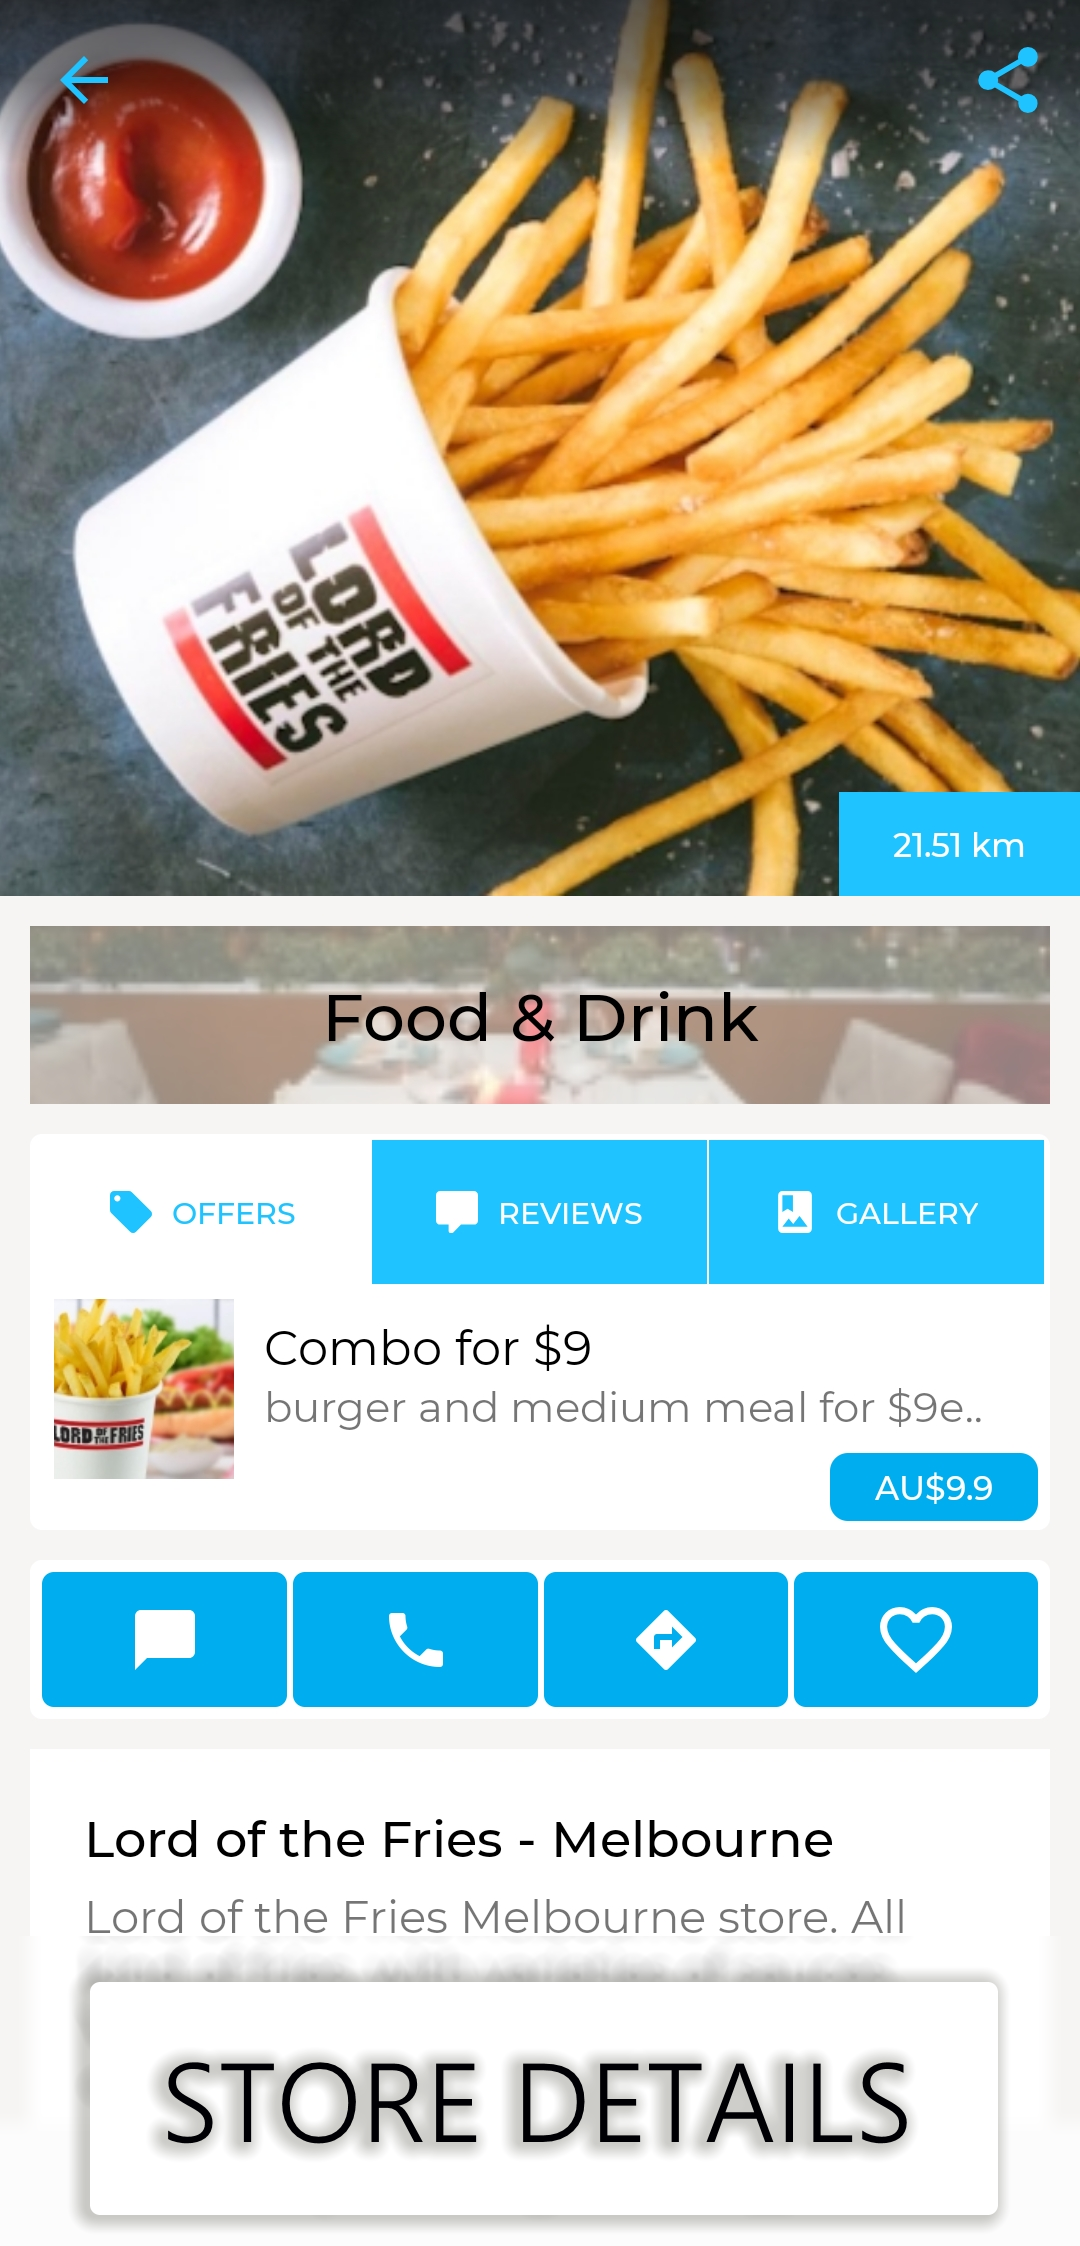 LORD
OF THE
FRIES
21.51 km
Food & Drink
OFFERS
REVIEWS
GALLERY
Combo for $9
burger and medium meal for $9e..
LORD OF THE FRIES
AU$9.9
Lord of the Fries - Melbourne
Lord of the Fries Melbourne store. All
STORE DETAILS